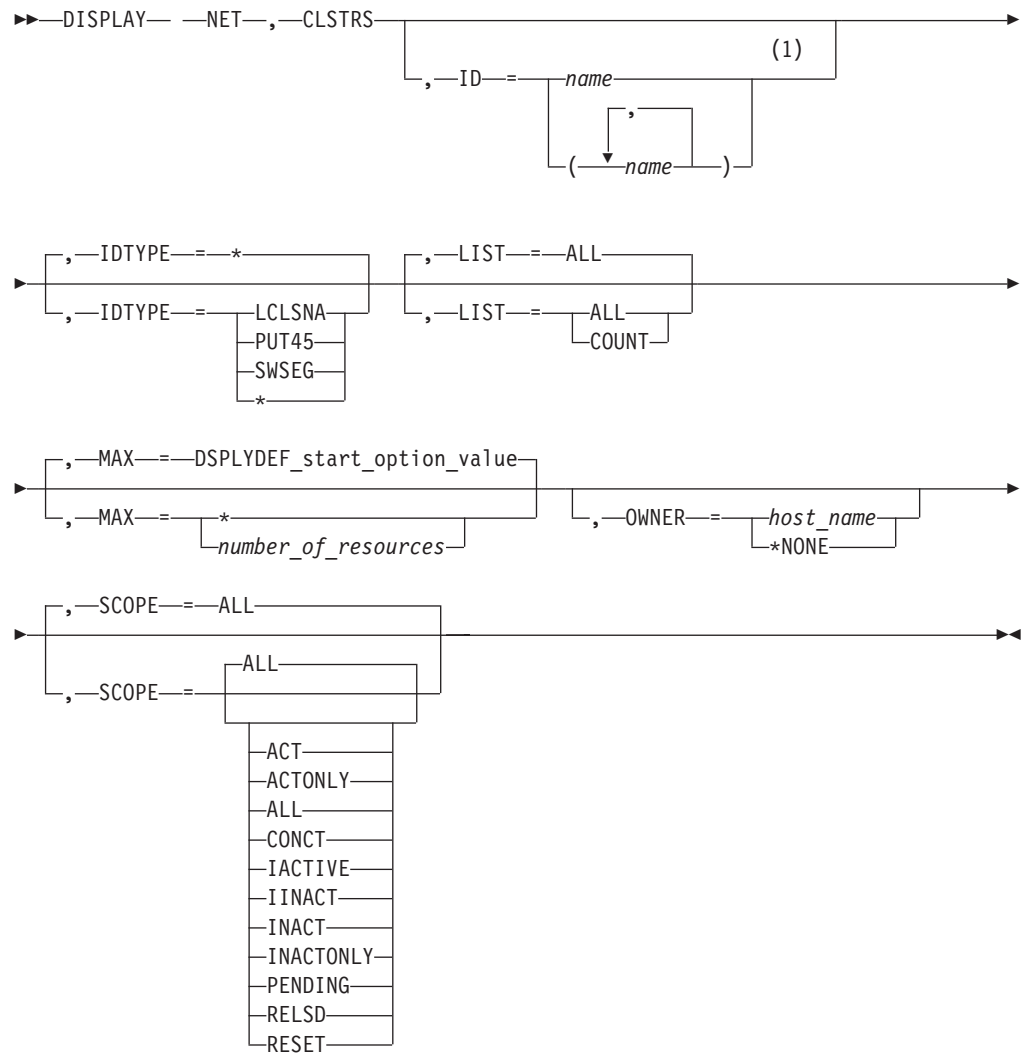 DISPLAY NET , CLSTRS
(1)
, ID = name
,
( name )
, IDTYPE = * , LIST = ALL
, IDTYPE = LCLSNA , LIST = ALL
PUT45 COUNT
SWSEG
*
, MAX = DSPLYDEF_start_option_value
, MAX = * , OWNER = host_name
number_of_resources *NONE
, SCOPE = ALL
ALL
, SCOPE =
ACT
ACTONLY
ALL
CONCT
IACTIVE
IINACT
INACT
INACTONLY
PENDING
RELSD
RESET